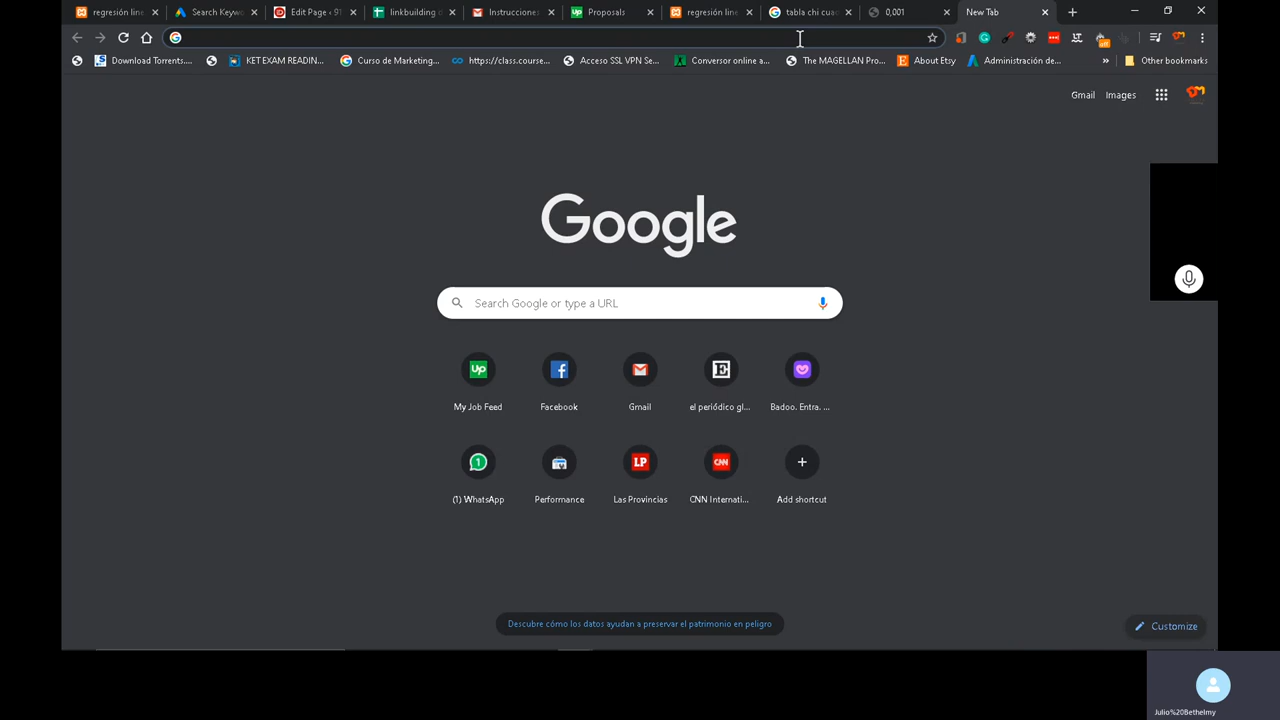 regresión line
Search Keyw
Edit Page ‹ 91
linkbuilding d
Instrucciones
Proposals
regresión line
tabla chi cuad
0,001
New Tab
Download Torrents....
KET EXAM READIN...
Curso de Marketing...
https://class.course...
Acceso SSL VPN Se...
Conversor online a...
The MAGELLAN Pro...
About Etsy
Administración de...
»
Other bookmarks
Gmail
Images
Google
Search Google or type a URL
My Job Feed
Facebook
Gmail
el periódico gl...
Badoo. Entra. ...
(1) WhatsApp
Performance
Las Provincias
CNN Internati...
Add shortcut
Descubre cómo los datos ayudan a preservar el patrimonio en peligro
Customize
Julio%20Bethelmy